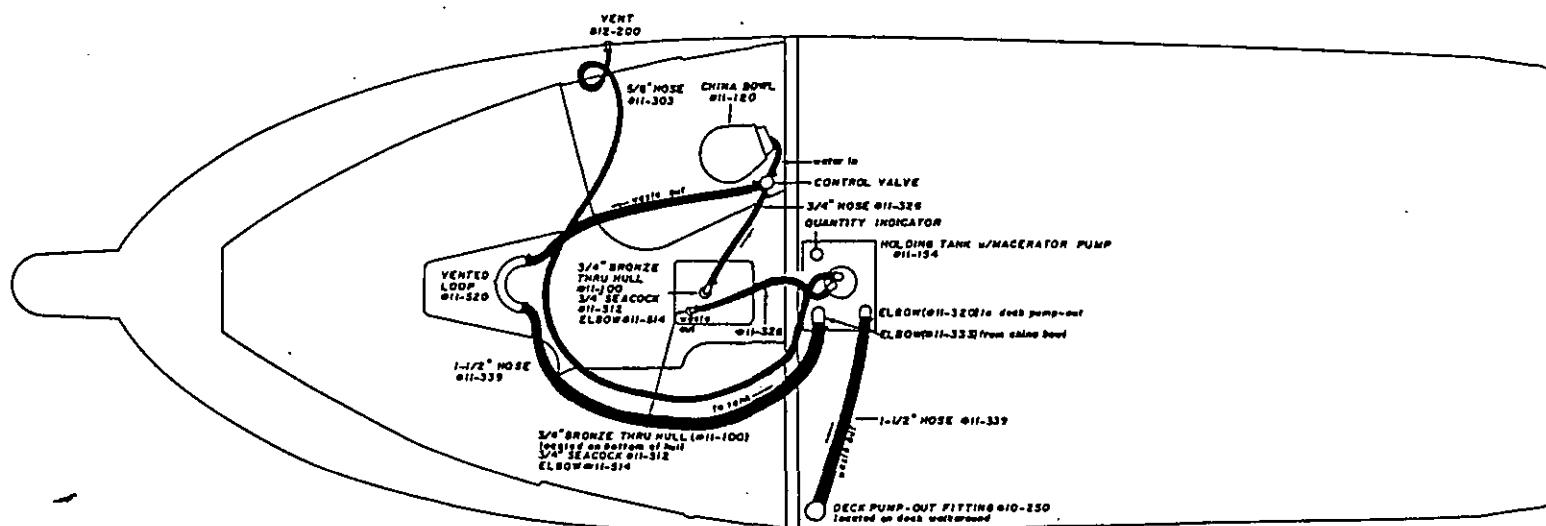 VENT
#12-200
5/8" HOSE
#11-303
CHINA BOWL
#11-120
water in
CONTROL VALVE
waste out
3/4" HOSE #11-326
QUANTITY INDICATOR
HOLDING TANK w/MACERATOR PUMP
#11-154
VENTED
LOOP
#11-520
3/4" BRONZE
THRU HULL
#11-100
3/4" SEACOCK
#11-512
ELBOW #11-514
waste
out
#11-326
ELBOW(#11-320)to deck pump-out
ELBOW(#11-333)from china bowl
1-1/2" HOSE
#11-339
to tank
1-1/2" HOSE #11-339
waste out
3/4" BRONZE THRU HULL (#11-100)
located on bottom of hull
3/4" SEACOCK #11-512
ELBOW #11-514
DECK PUMP-OUT FITTING #10-250
located on deck walkaround